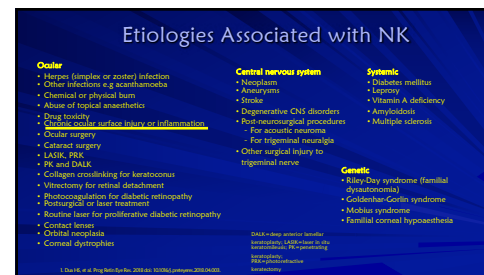 Etiologies Associated with NK
Ocular
• Herpes (simplex or zoster) infection
• Other infections e.g acanthamoeba
• Chemical or physical burn
• Abuse of topical anaesthetics
• Drug toxicity
• Chronic ocular surface injury or inflammation
• Ocular surgery
• Cataract surgery
• LASIK, PRK
• PK and DALK
• Collagen crosslinking for keratoconus
• Vitrectomy for retinal detachment
• Photocoagulation for diabetic retinopathy
• Postsurgical or laser treatment
• Routine laser for proliferative diabetic retinopathy
• Contact lenses
• Orbital neoplasia
• Corneal dystrophies
Central nervous system
• Neoplasm
• Aneurysms
• Stroke
• Degenerative CNS disorders
• Post-neurosurgical procedures
- For acoustic neuroma
- For trigeminal neuralgia
• Other surgical injury to
trigeminal nerve
Systemic
• Diabetes mellitus
• Leprosy
• Vitamin A deficiency
• Amyloidosis
• Multiple sclerosis
Genetic
• Riley-Day syndrome (familial
dysautonomia)
• Goldenhar-Gorlin syndrome
• Mobius syndrome
• Familial corneal hypoaesthesia
DALK=deep anterior lamellar
keratoplasty; LASIK=laser in situ
keratomileusis; PK=penetrating
keratoplasty;
PRK=photorefractive
keratectomy
1. Dua HS, et al. Prog Retin Eye Res. 2018 doi: 10.1016/j.preteyeres.2018.04.003.